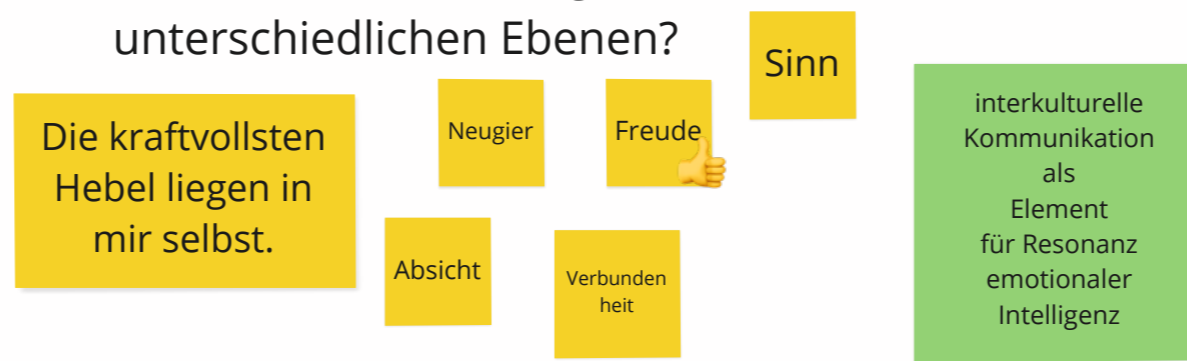 unterschiedlichen Ebenen?
Sinn
Die kraftvollsten
Hebel liegen in
mir selbst.
Neugier
Freude
Absicht
Verbunden
heit
interkulturelle
Kommunikation
als
Element
für Resonanz
emotionaler
Intelligenz